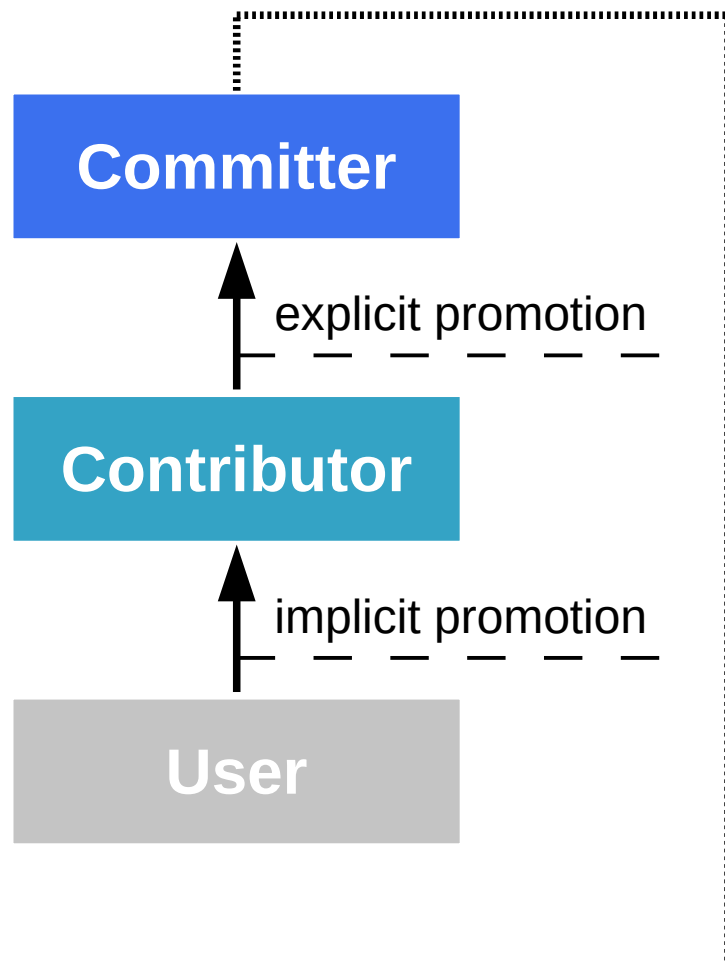 Committer
explicit promotion
Contributor
implicit promotion
User